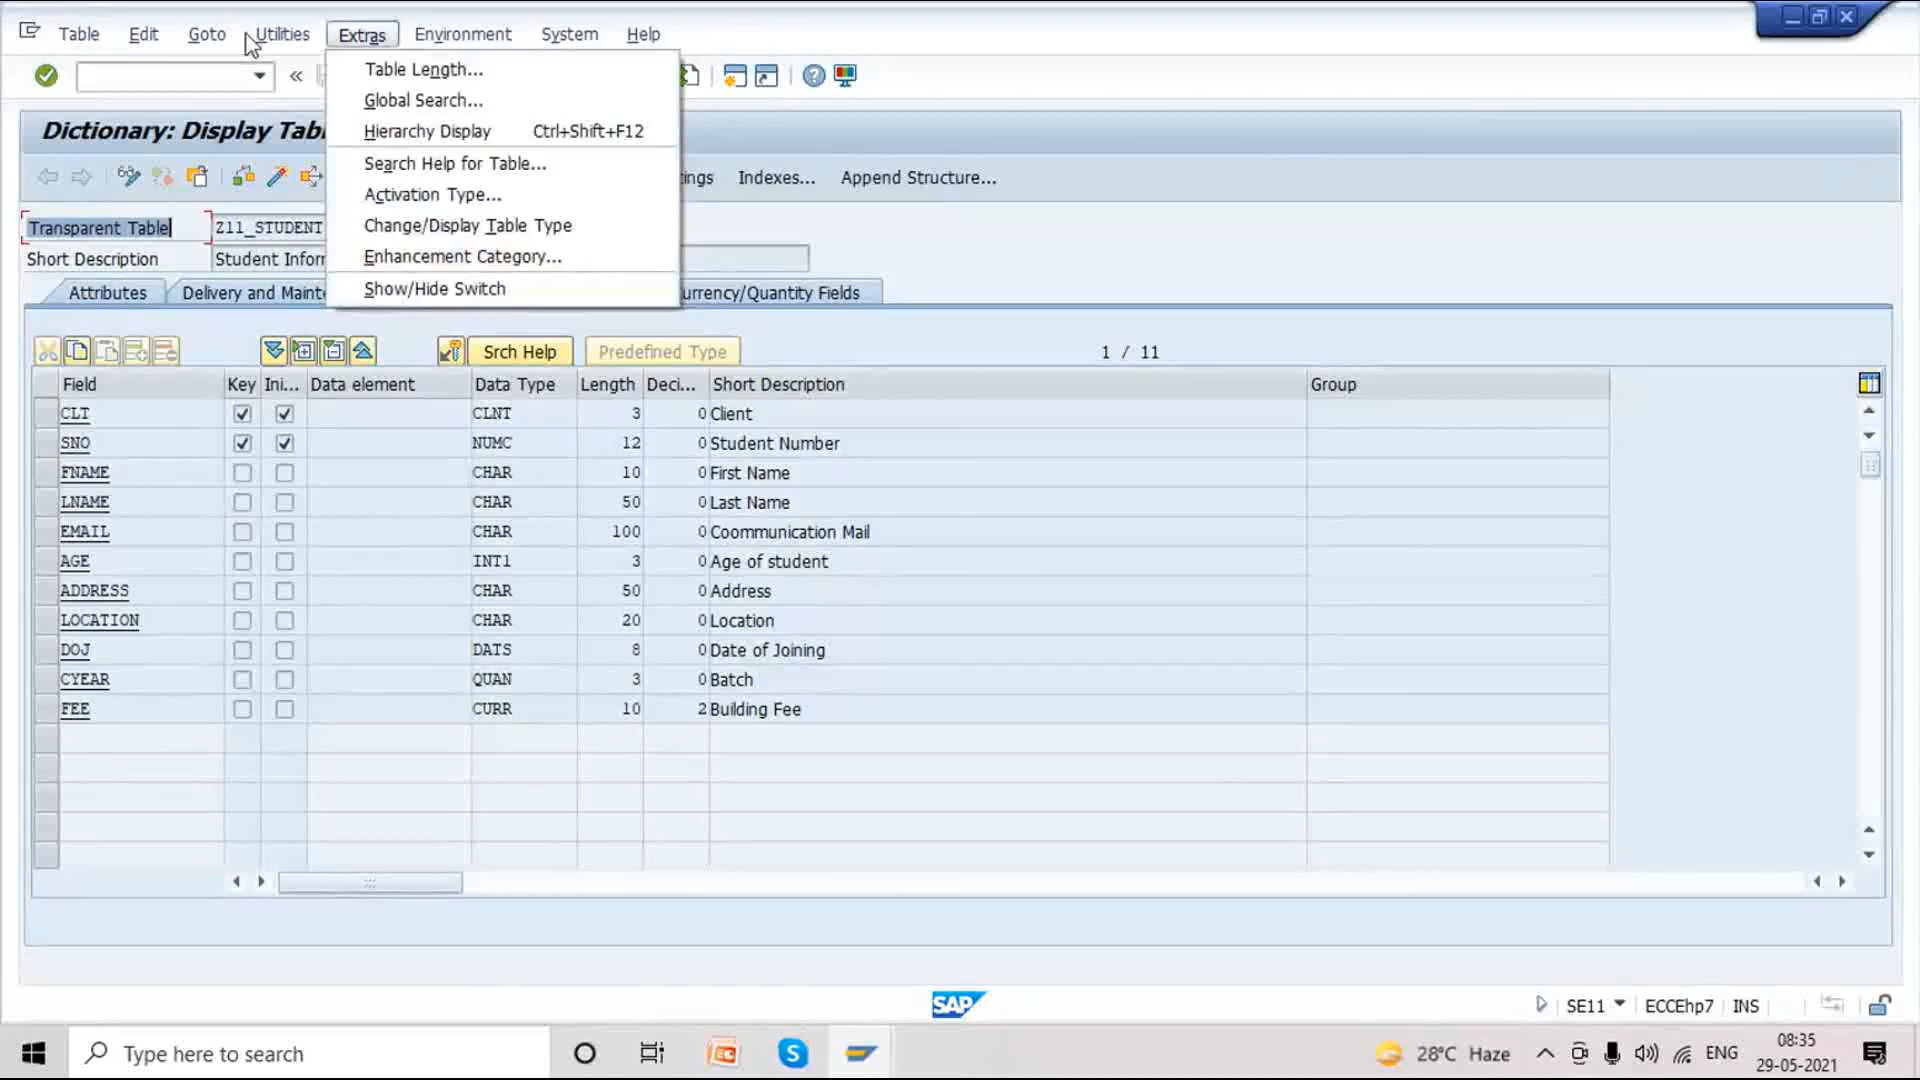 Table Edit Goto Utilities Extras Environment System Help
Table Length...
Global Search...
Hierarchy Display Ctrl+Shift+F12
Search Help for Table...
Activation Type...
Change/Display Table Type
Enhancement Category...
Show/Hide Switch
Dictionary: Display Tab
Indexes... Append Structure...
Transparent Table Z11_STUDENT
Short Description Student Infor
Attributes Delivery and Maint urrency/Quantity Fields
Srch Help Predefined Type 1 / 11
Field Key Ini... Data element Data Type Length Deci... Short Description Group
CLT CLNT 3 0 Client
SNO NUMC 12 0 Student Number
FNAME CHAR 10 0 First Name
LNAME CHAR 50 0 Last Name
EMAIL CHAR 100 0 Coommunication Mail
AGE INT1 3 0 Age of student
ADDRESS CHAR 50 0 Address
LOCATION CHAR 20 0 Location
DOJ DATS 8 0 Date of Joining
CYEAR QUAN 3 0 Batch
FEE CURR 10 2 Building Fee
SAP SE11 ECCEhp7 INS
Type here to search 28°C Haze ENG 08:35
29-05-2021